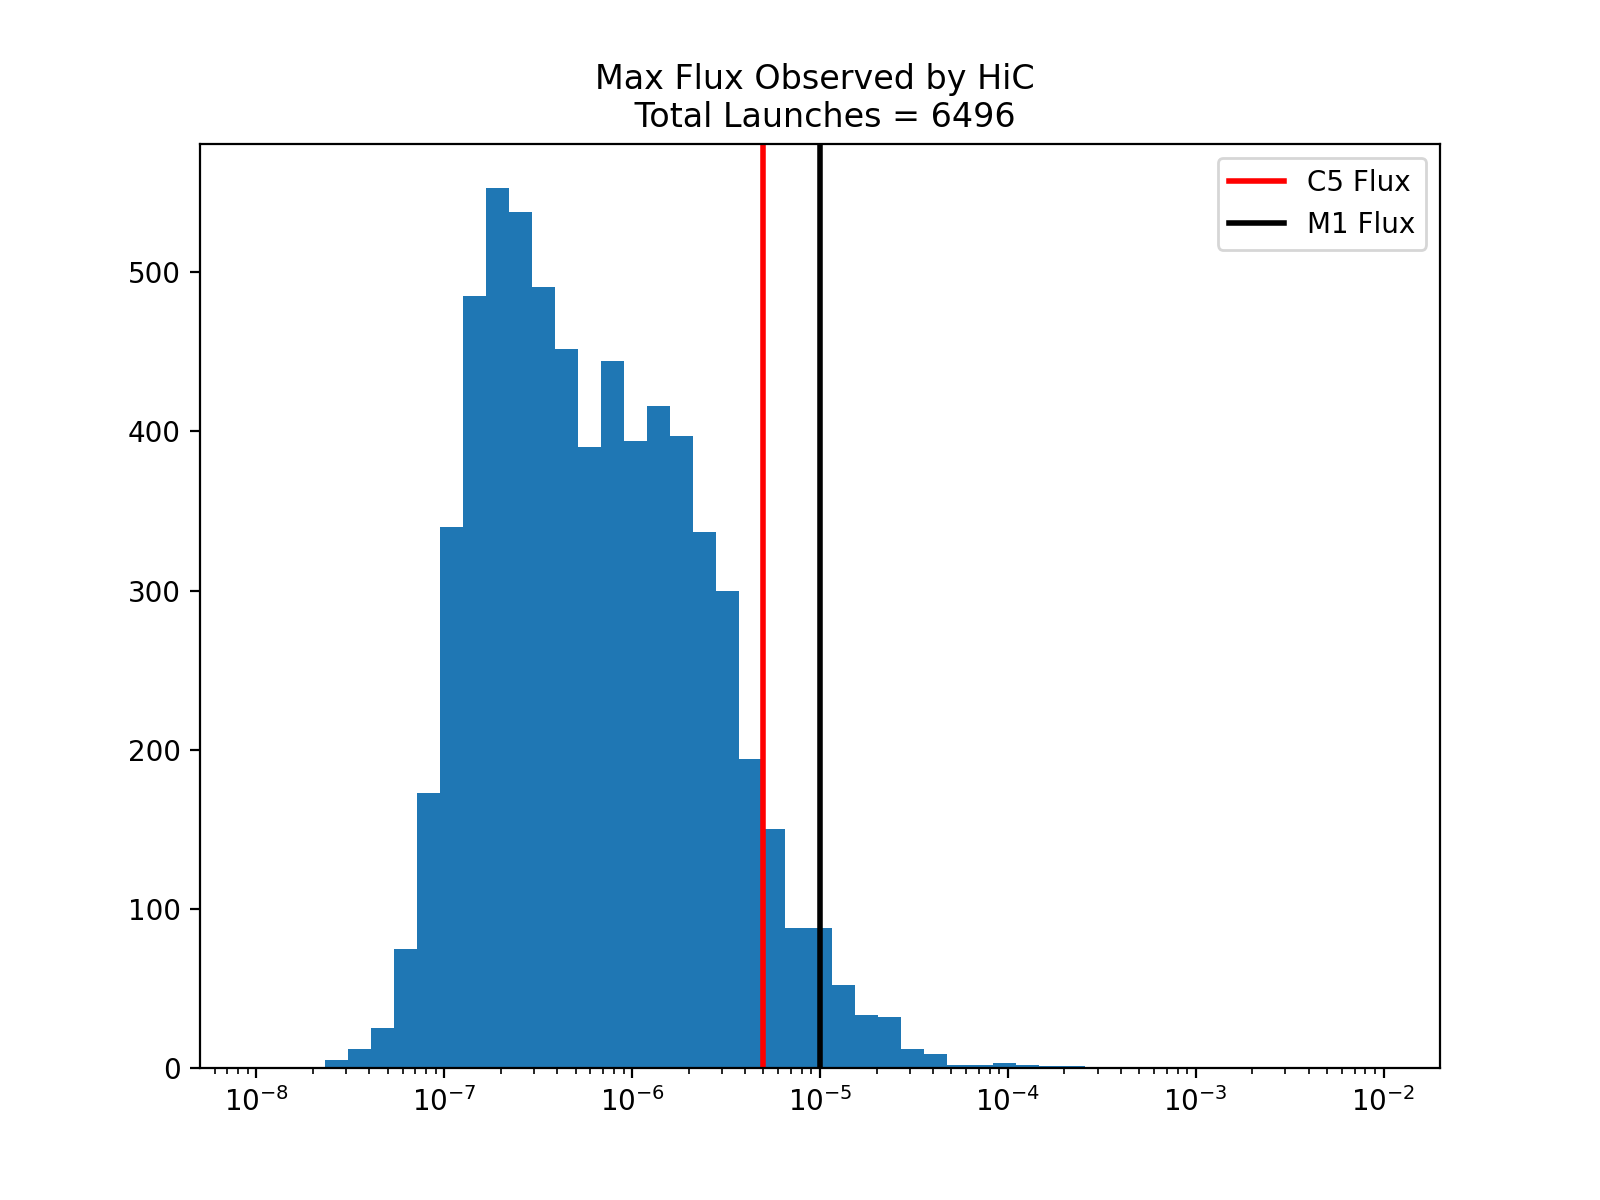 Max Flux Observed by HiC
Total Launches = 6496
C5 Flux
M1 Flux
500
400
300
200
100
0
10⁻⁸ 10⁻⁷ 10⁻⁶ 10⁻⁵ 10⁻⁴ 10⁻³ 10⁻²